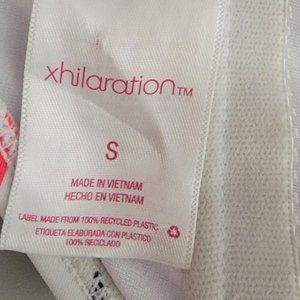 xhilaration™
S
MADE IN VIETNAM
HECHO EN VIETNAM
LABEL MADE FROM 100% RECYCLED PLASTIC
ETIQUETA ELABORADA CON PLÁSTICO
100% RECICLADO